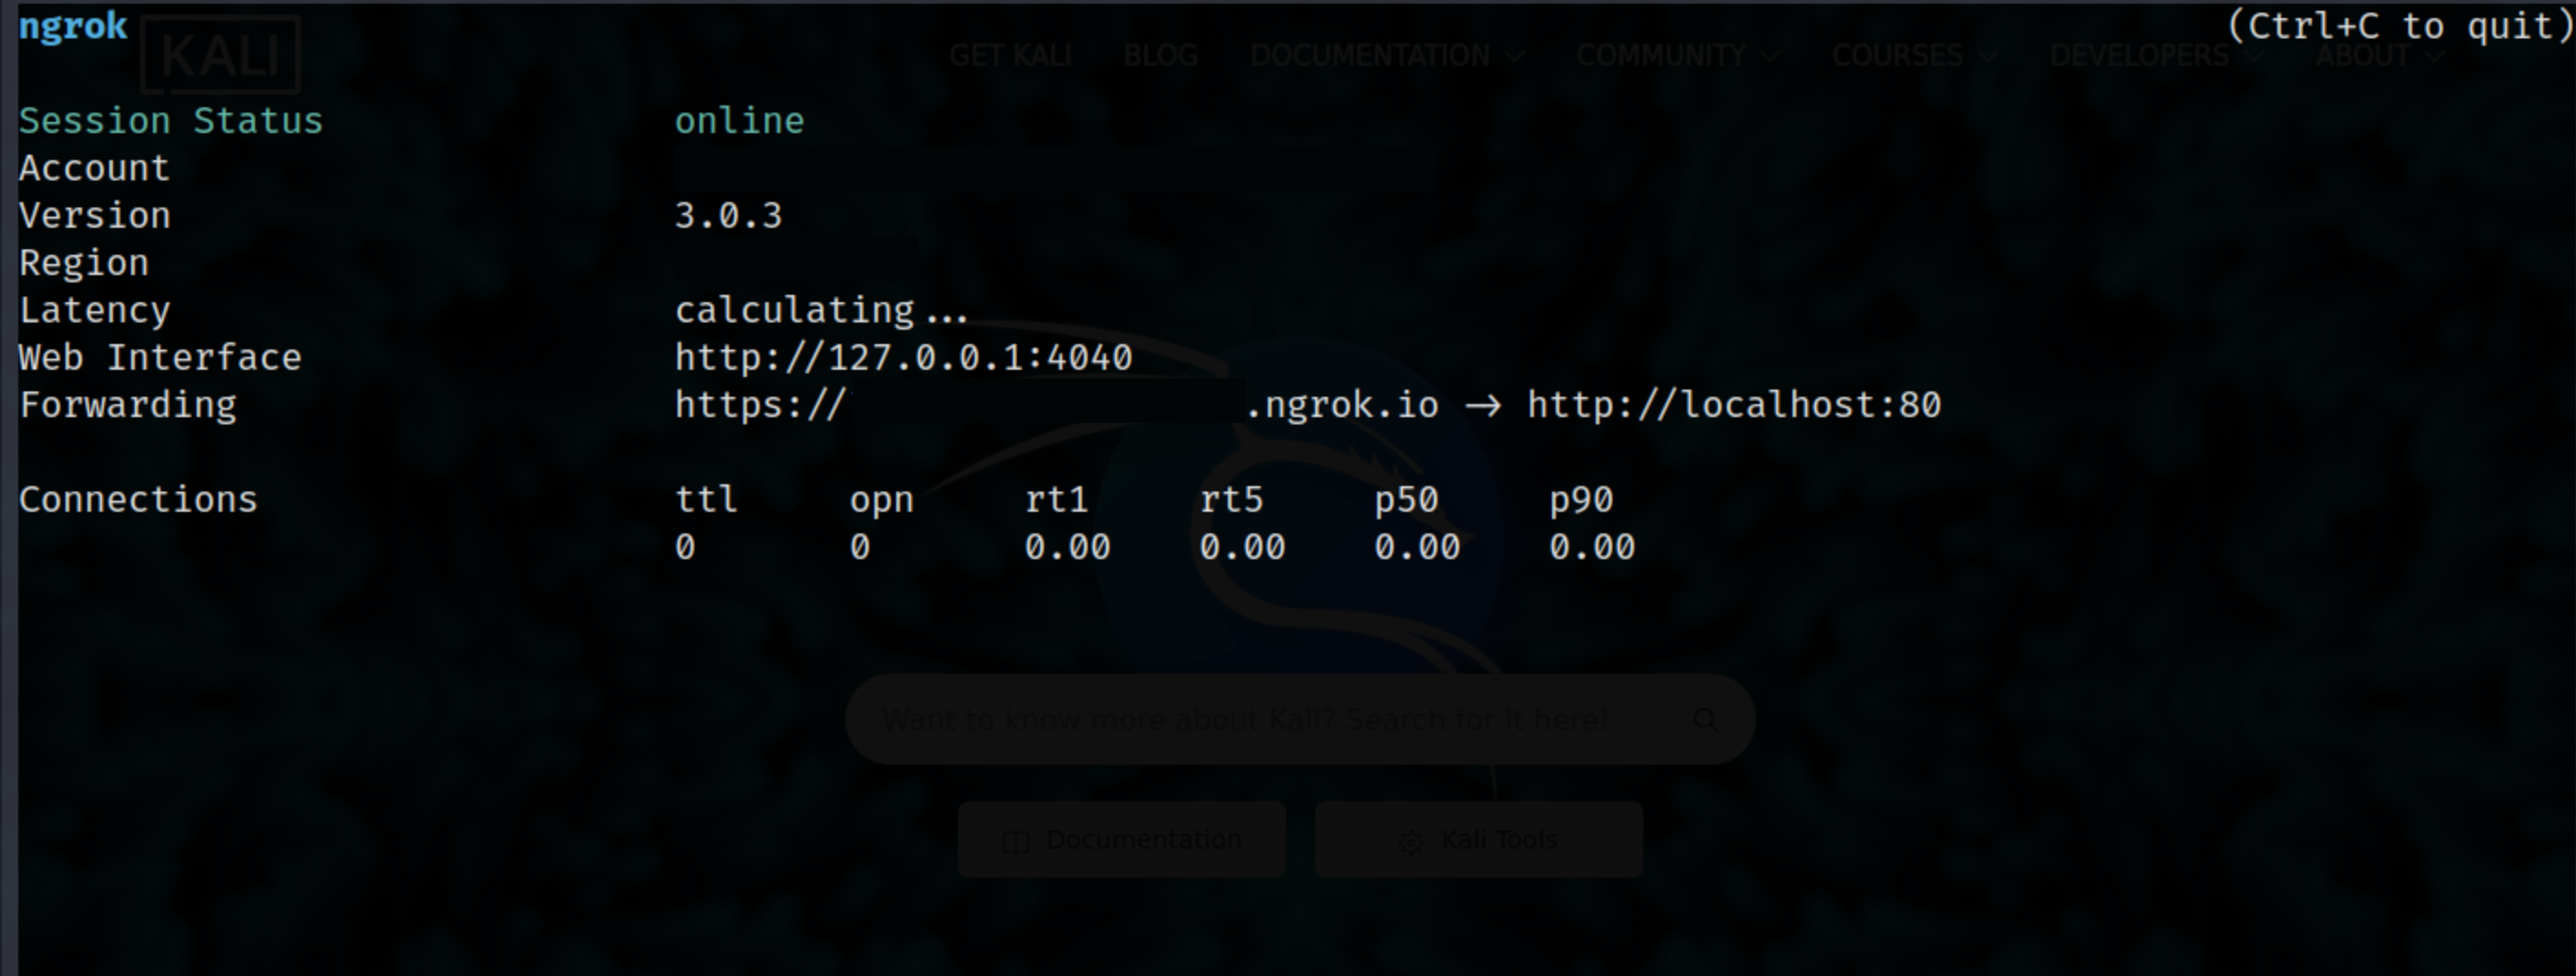 ngrok (Ctrl+C to quit)
KALI GET KALI BLOG DOCUMENTATION COMMUNITY COURSES DEVELOPERS ABOUT
Session Status online
Account
Version 3.0.3
Region
Latency calculating...
Web Interface http://127.0.0.1:4040
Forwarding https:// .ngrok.io → http://localhost:80
Connections ttl opn rt1 rt5 p50 p90
0 0 0.00 0.00 0.00 0.00
Want to know more about Kali? Search for it here!
Documentation Kali Tools